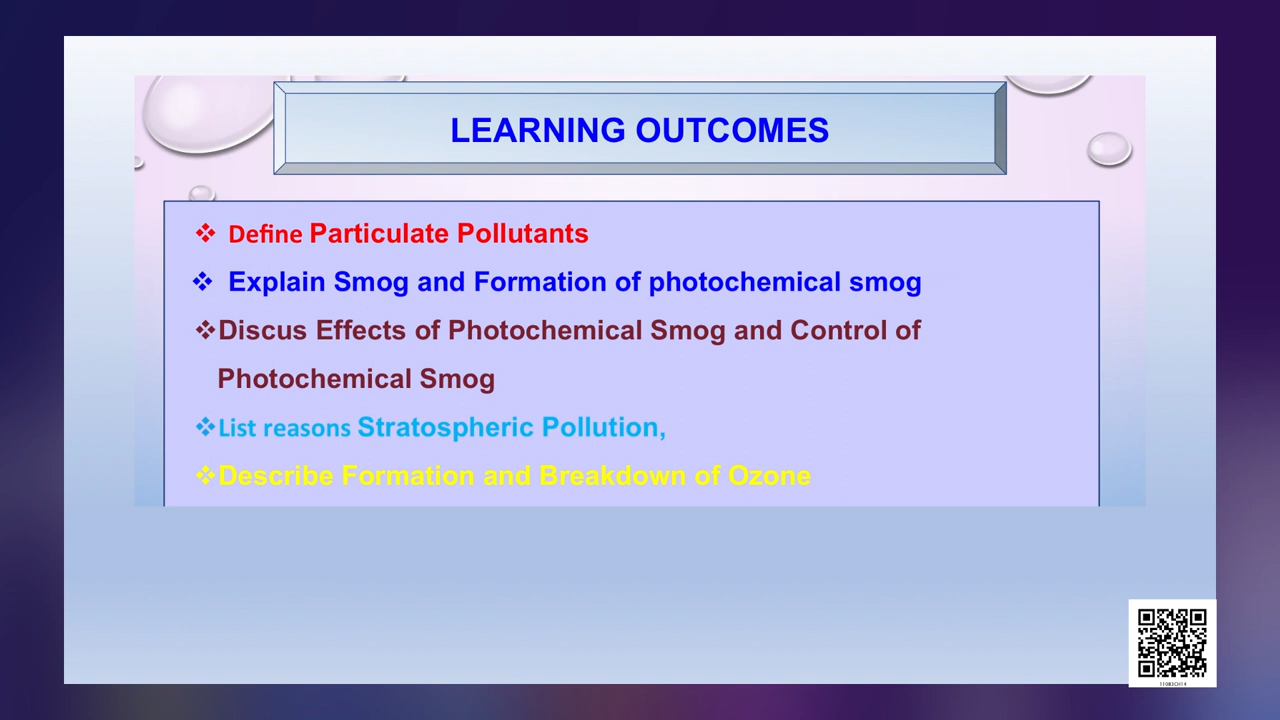 LEARNING OUTCOMES
❖ Define Particulate Pollutants
❖ Explain Smog and Formation of photochemical smog
❖Discus Effects of Photochemical Smog and Control of
Photochemical Smog
❖List reasons Stratospheric Pollution,
❖Describe Formation and Breakdown of Ozone
11083CH14